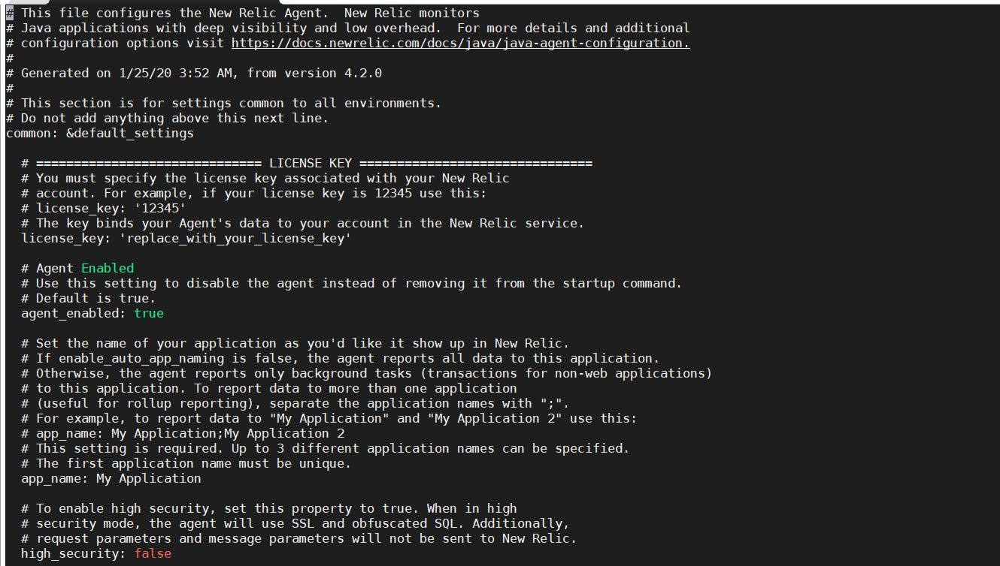 # This file configures the New Relic Agent.  New Relic monitors
# Java applications with deep visibility and low overhead.  For more details and additional
# configuration options visit https://docs.newrelic.com/docs/java/java-agent-configuration.
#
# Generated on 1/25/20 3:52 AM, from version 4.2.0
#
# This section is for settings common to all environments.
# Do not add anything above this next line.
common: &default_settings

  # ============================== LICENSE KEY ===============================
  # You must specify the license key associated with your New Relic
  # account. For example, if your license key is 12345 use this:
  # license_key: '12345'
  # The key binds your Agent's data to your account in the New Relic service.
  license_key: 'replace_with_your_license_key'

  # Agent Enabled
  # Use this setting to disable the agent instead of removing it from the startup command.
  # Default is true.
  agent_enabled: true

  # Set the name of your application as you'd like it show up in New Relic.
  # If enable_auto_app_naming is false, the agent reports all data to this application.
  # Otherwise, the agent reports only background tasks (transactions for non-web applications)
  # to this application. To report data to more than one application
  # (useful for rollup reporting), separate the application names with ";".
  # For example, to report data to "My Application" and "My Application 2" use this:
  # app_name: My Application;My Application 2
  # This setting is required. Up to 3 different application names can be specified.
  # The first application name must be unique.
  app_name: My Application

  # To enable high security, set this property to true. When in high
  # security mode, the agent will use SSL and obfuscated SQL. Additionally,
  # request parameters and message parameters will not be sent to New Relic.
  high_security: false